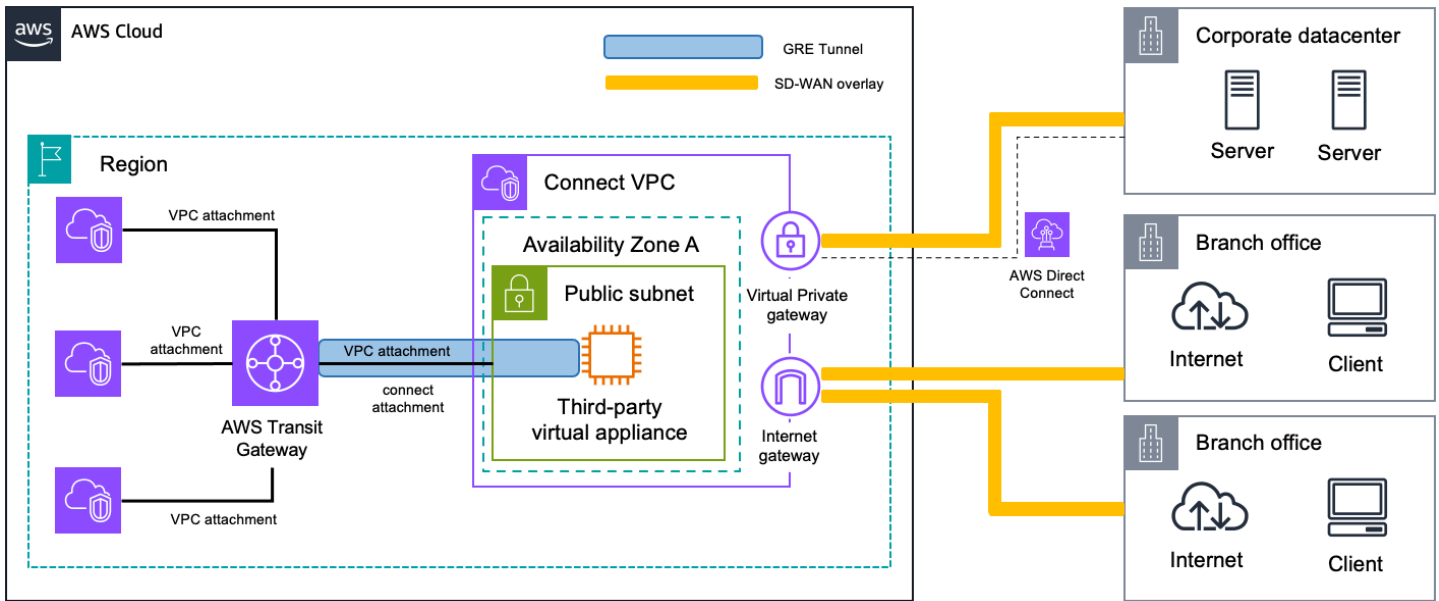 aws
AWS Cloud
GRE Tunnel
SD-WAN overlay
Region
VPC attachment
VPC
attachment
VPC attachment
AWS Transit
Gateway
VPC attachment
connect
attachment
Connect VPC
Availability Zone A
Public subnet
Third-party
virtual appliance
Virtual Private
gateway
Internet
gateway
AWS Direct
Connect
Corporate datacenter
Server
Server
Branch office
Internet
Client
Branch office
Internet
Client